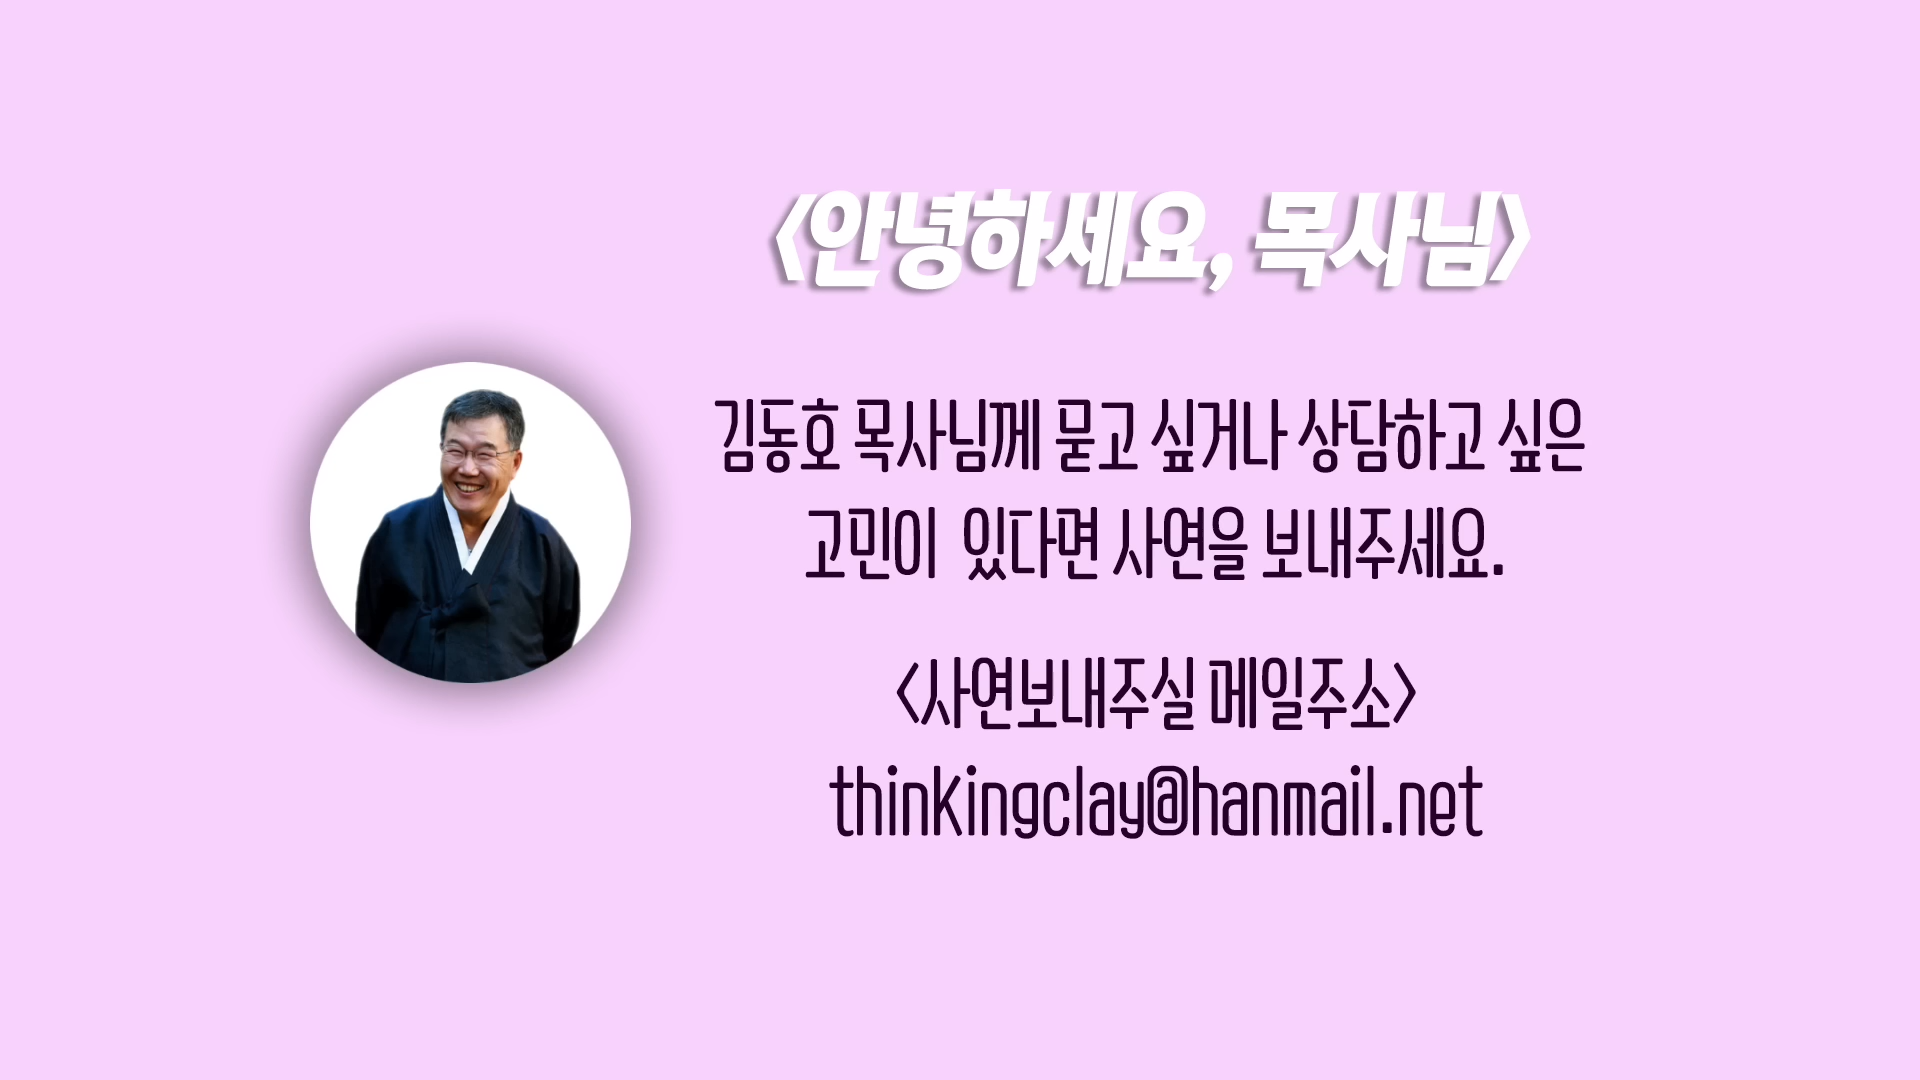 <안녕하세요, 목사님>
김동호 목사님께 묻고 싶거나 상담하고 싶은
고민이 있다면 사연을 보내주세요.
<사연보내주실 메일주소>
thinkingclay@hanmail.net